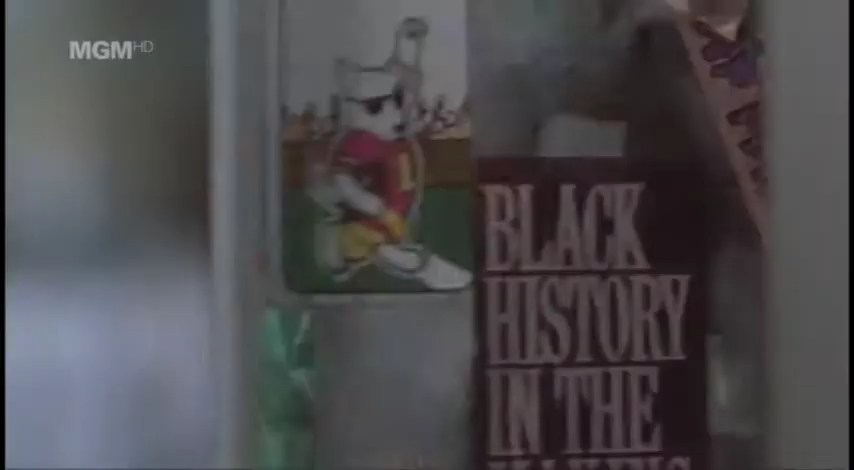 MGM HD
L
BLACK
HISTORY
IN THE